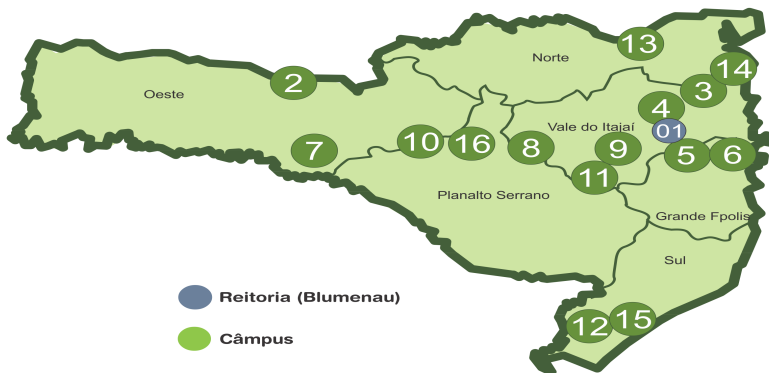 13
Norte
14
2
Oeste
3
4
Vale do Itajaí
01
10
16
8
9
5
6
7
11
Planalto Serrano
Grande Fpolis
Sul
Reitoria (Blumenau)
12
15
Câmpus